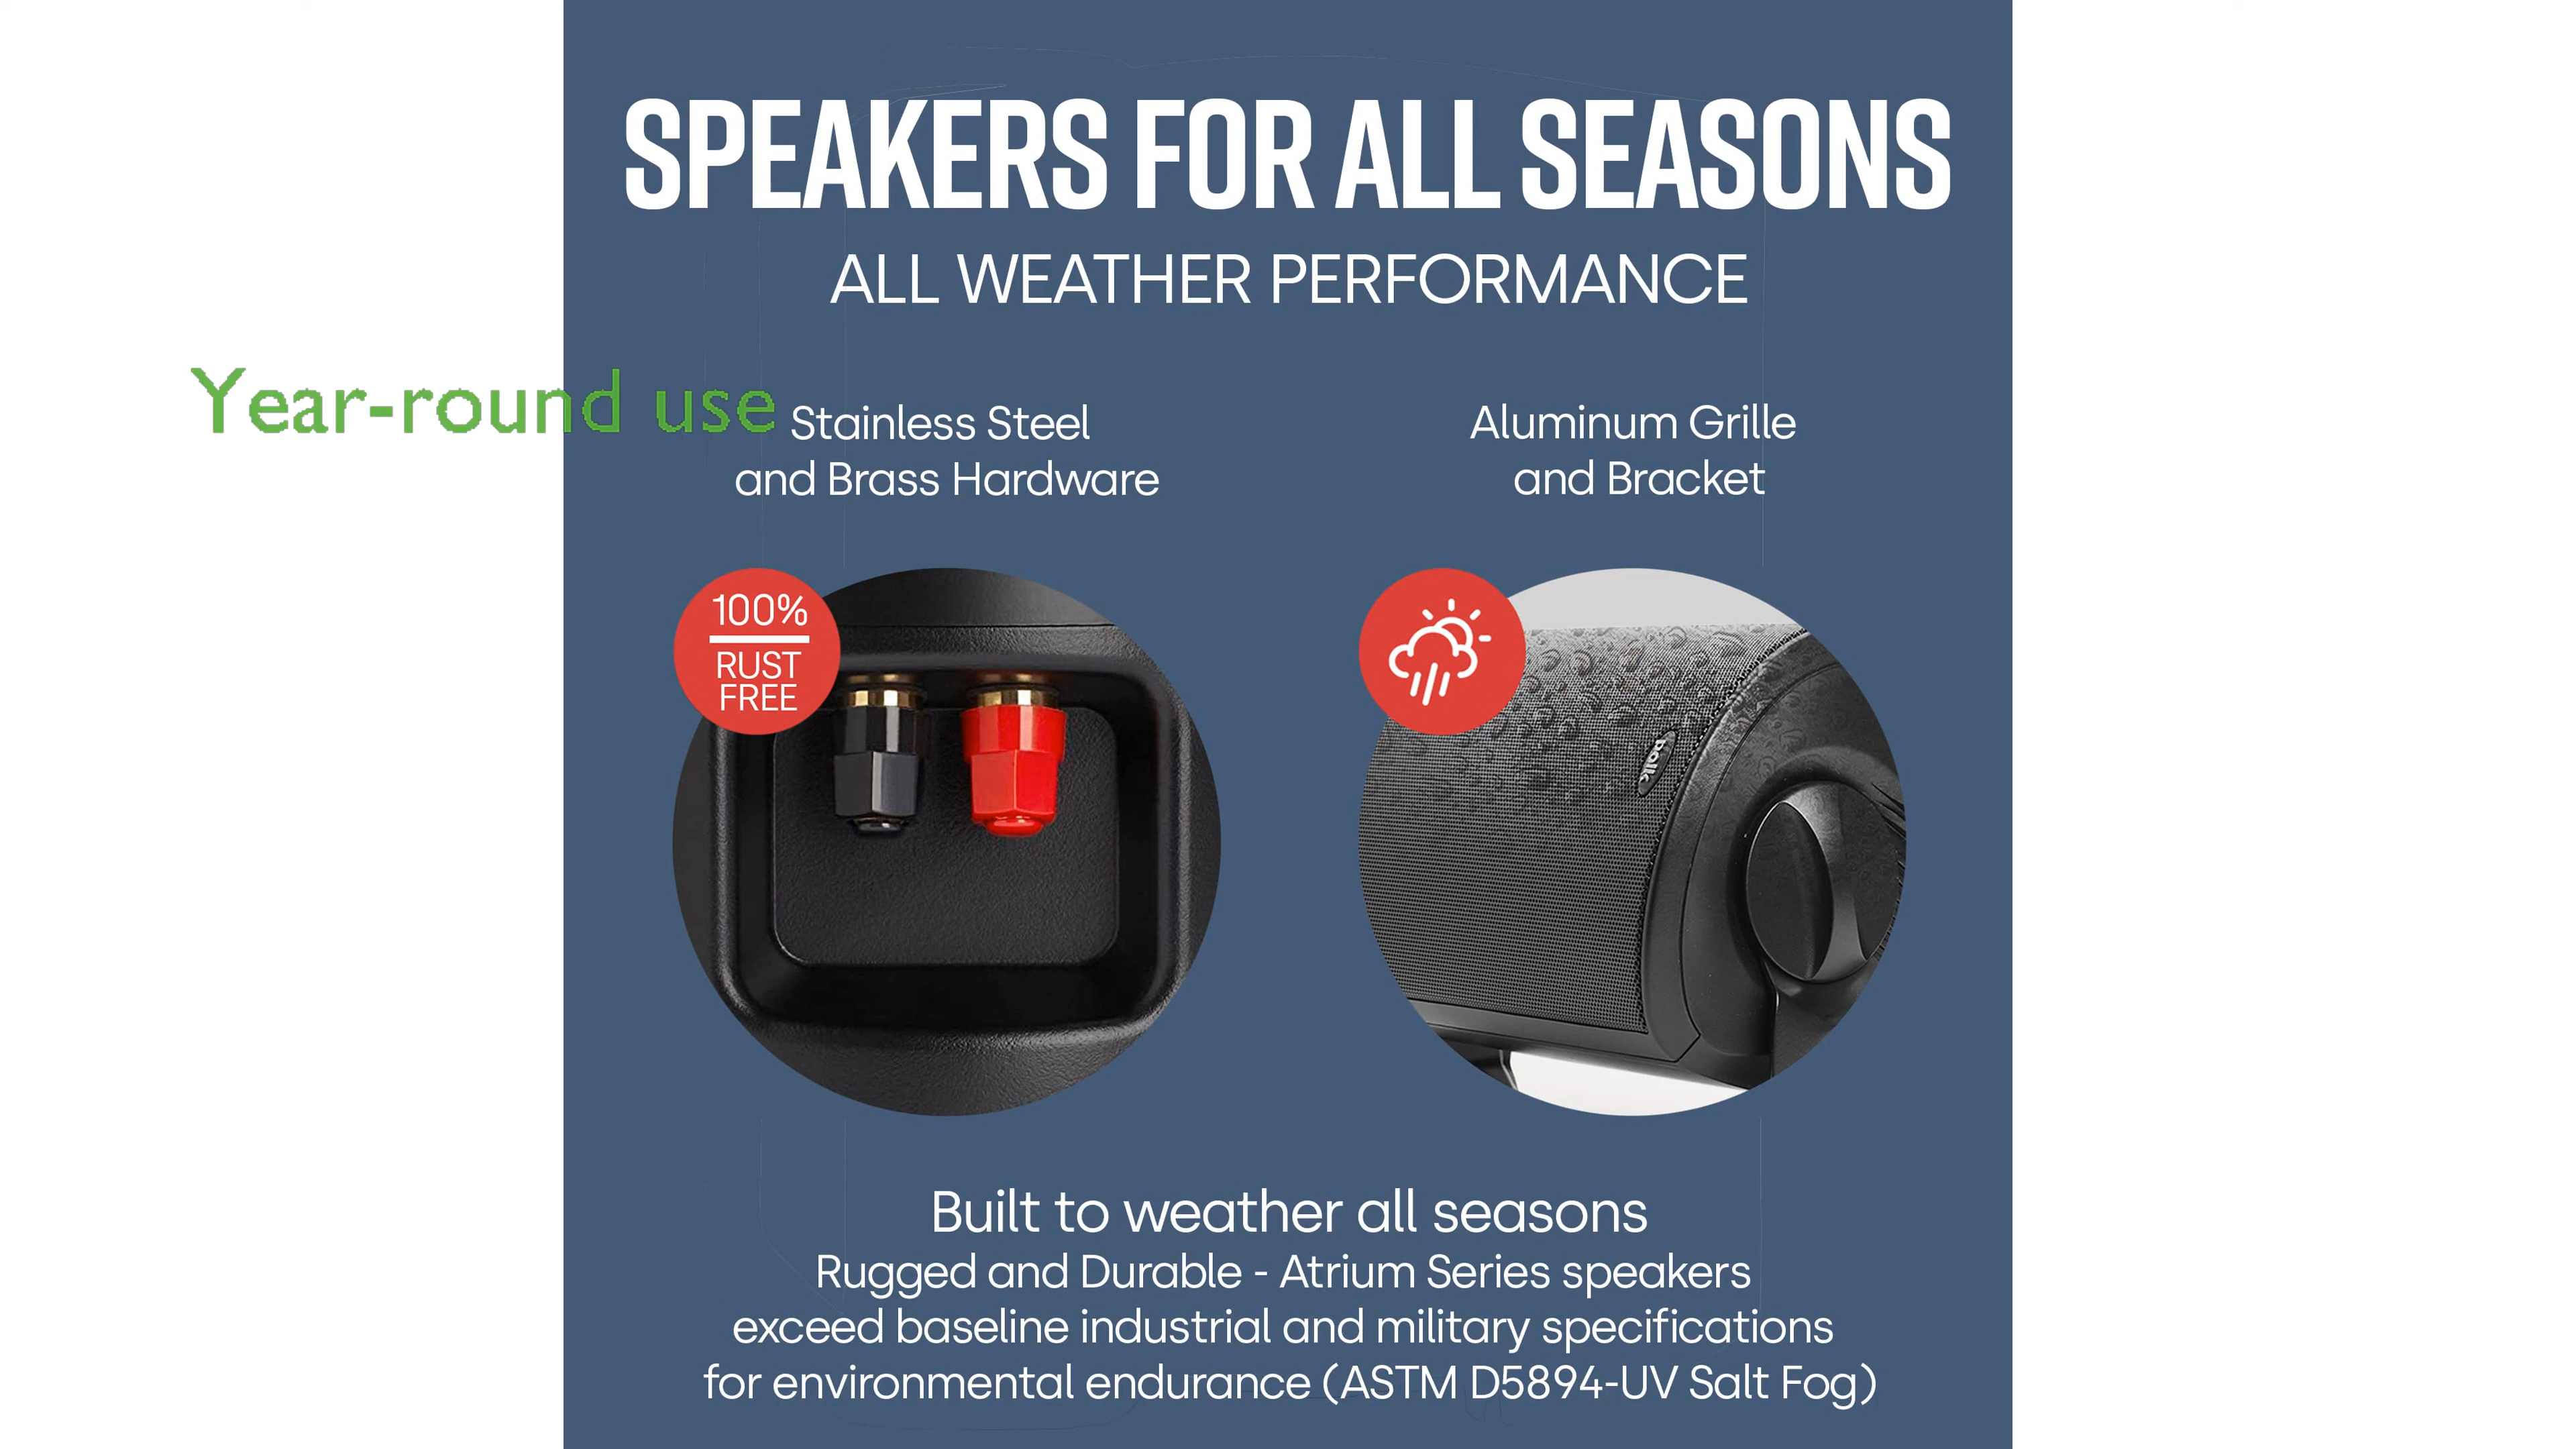 SPEAKERS FOR ALL SEASONS
ALL WEATHER PERFORMANCE
Year-round use
Stainless Steel
and Brass Hardware
Aluminum Grille
and Bracket
100%
RUST
FREE
polk
Built to weather all seasons
Rugged and Durable - Atrium Series speakers
exceed baseline industrial and military specifications
for environmental endurance (ASTM D5894-UV Salt Fog)